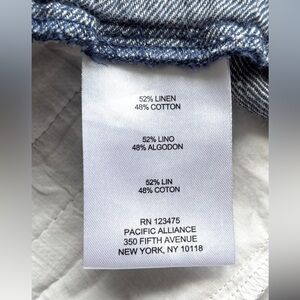 52% LINEN
48% COTTON
52% LINO
48% ALGODON
52% LIN
48% COTON
RN 123475
PACIFIC ALLIANCE
350 FIFTH AVENUE
NEW YORK, NY 10118